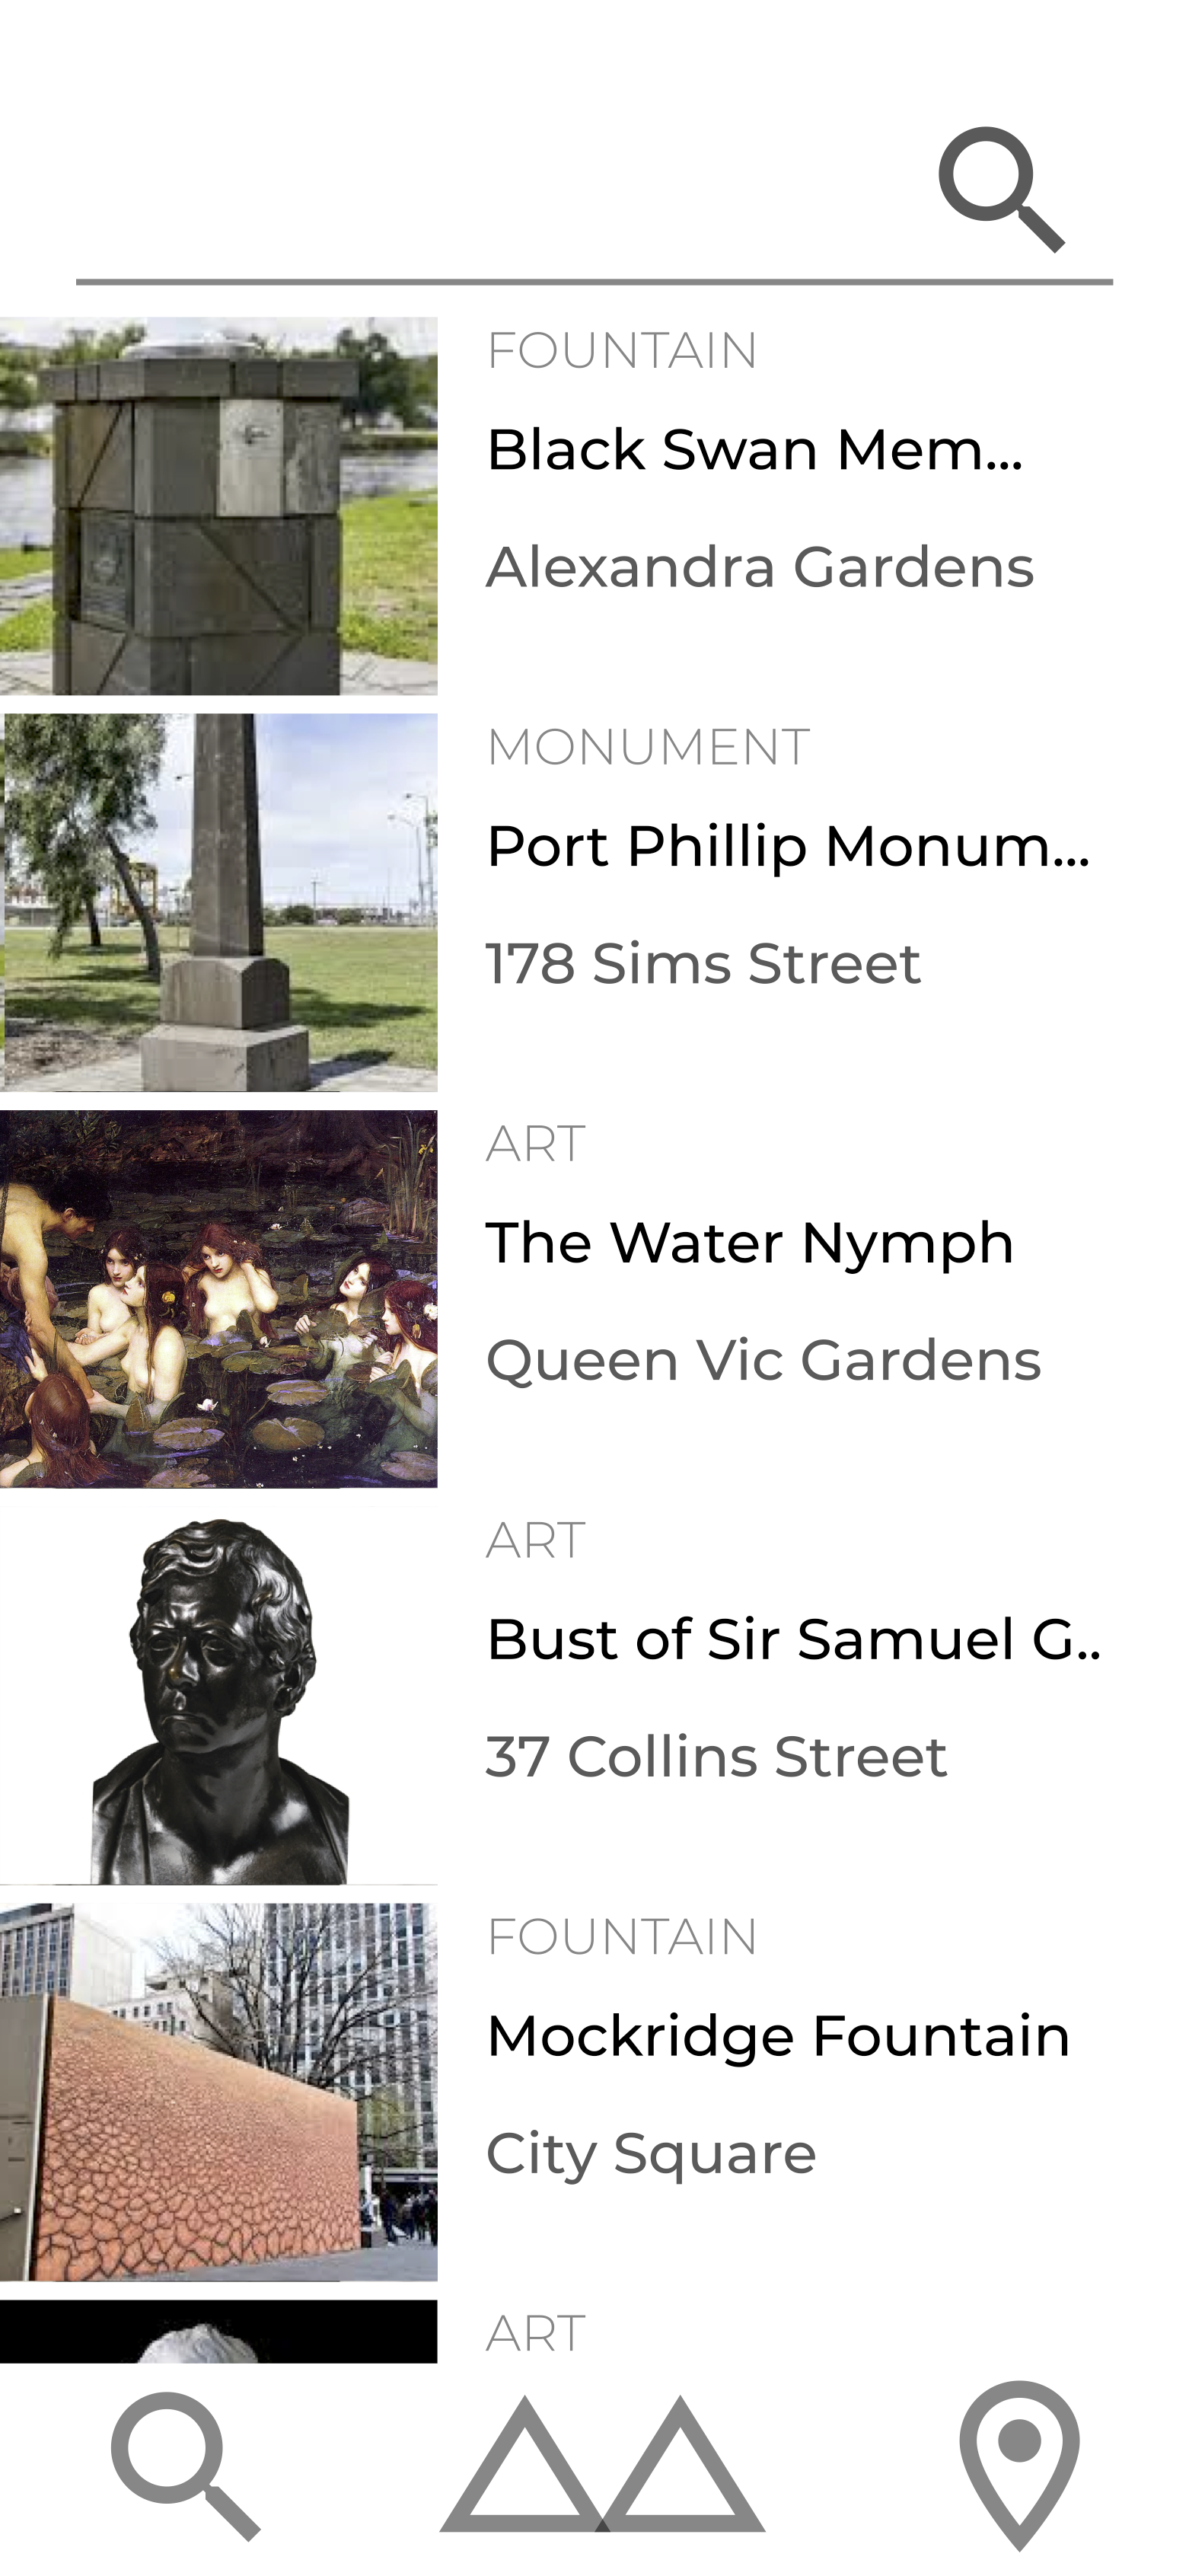 FOUNTAIN
Black Swan Mem...
Alexandra Gardens
MONUMENT
Port Phillip Monum...
178 Sims Street
ART
The Water Nymph
Queen Vic Gardens
ART
Bust of Sir Samuel G..
37 Collins Street
FOUNTAIN
Mockridge Fountain
City Square
ART